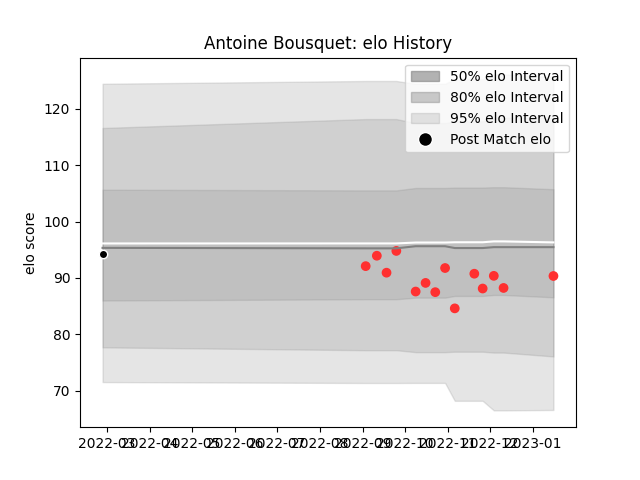 Antoine Bousquet: elo History
50% elo Interval
80% elo Interval
95% elo Interval
Post Match elo
elo score
120
110
100
90
80
70
2022-03 2022-04 2022-05 2022-06 2022-07 2022-08 2022-09 2022-10 2022-11 2022-12 2023-01